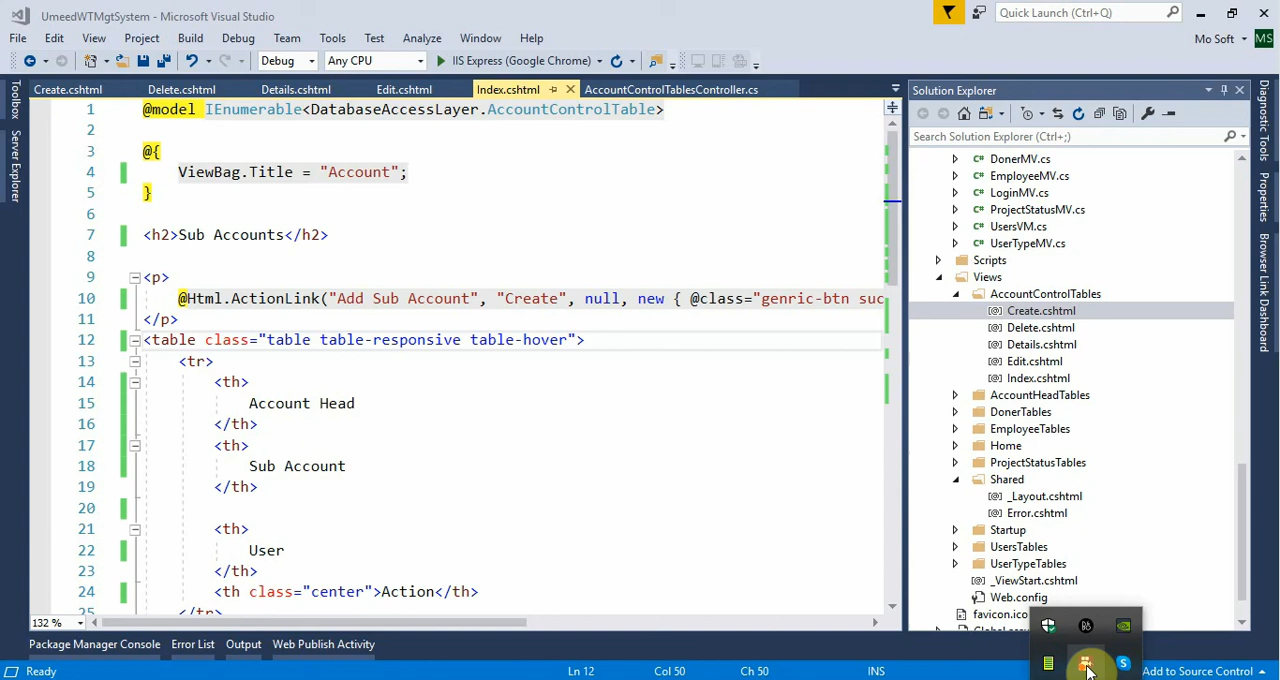 UmeedWTMgtSystem - Microsoft Visual Studio
Quick Launch (Ctrl+Q)
File Edit View Project Build Debug Team Tools Test Analyze Window Help
Mo Soft MS
Debug Any CPU IIS Express (Google Chrome)
Create.cshtml Delete.cshtml Details.cshtml Edit.cshtml Index.cshtml AccountControlTablesController.cs
Toolbox
Server Explorer
1 @model IEnumerable<DatabaseAccessLayer.AccountControlTable>
2
3 @{
4 ViewBag.Title = "Account";
5 }
6
7 <h2>Sub Accounts</h2>
8
9 <p>
10 @Html.ActionLink("Add Sub Account", "Create", null, new { @class="genric-btn suc
11 </p>
12 <table class="table table-responsive table-hover">
13 <tr>
14 <th>
15 Account Head
16 </th>
17 <th>
18 Sub Account
19 </th>
20
21 <th>
22 User
23 </th>
24 <th class="center">Action</th>
25 </tr>
132 %
Solution Explorer
Search Solution Explorer (Ctrl+;)
C# DonerMV.cs
C# EmployeeMV.cs
C# LoginMV.cs
C# ProjectStatusMV.cs
C# UsersVM.cs
C# UserTypeMV.cs
Scripts
Views
AccountControlTables
[@] Create.cshtml
[@] Delete.cshtml
[@] Details.cshtml
[@] Edit.cshtml
[@] Index.cshtml
AccountHeadTables
DonerTables
EmployeeTables
Home
ProjectStatusTables
Shared
[@] _Layout.cshtml
[@] Error.cshtml
Startup
UsersTables
UserTypeTables
[@] _ViewStart.cshtml
Web.config
favicon.ico
Diagnostic Tools
Properties
Browser Link Dashboard
Package Manager Console Error List Output Web Publishing Activity
Ready Ln 12 Col 50 Ch 50 INS Add to Source Control